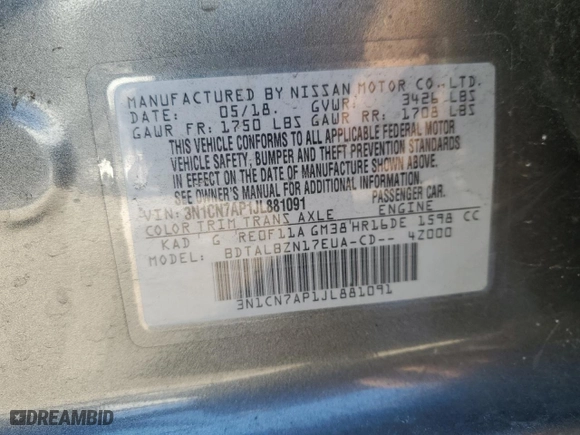 MANUFACTURED BY NISSAN MOTOR CO., LTD.
DATE: 05/18. GVWR: 3426 LBS
GAWR FR: 1750 LBS GAWR RR: 1708 LBS
THIS VEHICLE CONFORMS TO ALL APPLICABLE FEDERAL MOTOR
VEHICLE SAFETY, BUMPER AND THEFT PREVENTION STANDARDS
IN EFFECT ON THE DATE OF MANUFACTURE SHOWN ABOVE.
SEE OWNER'S MANUAL FOR ADDITIONAL INFORMATION.
VIN: 3N1CN7AP1JL881091 PASSENGER CAR.
COLOR TRIM TRANS AXLE ENGINE
KAD G RE0F11A GM38 HR16DE 1598 CC
MODEL: BDTALBZN17EUA-CD-- 4Z000
3N1CN7AP1JL881091
DREAMBID